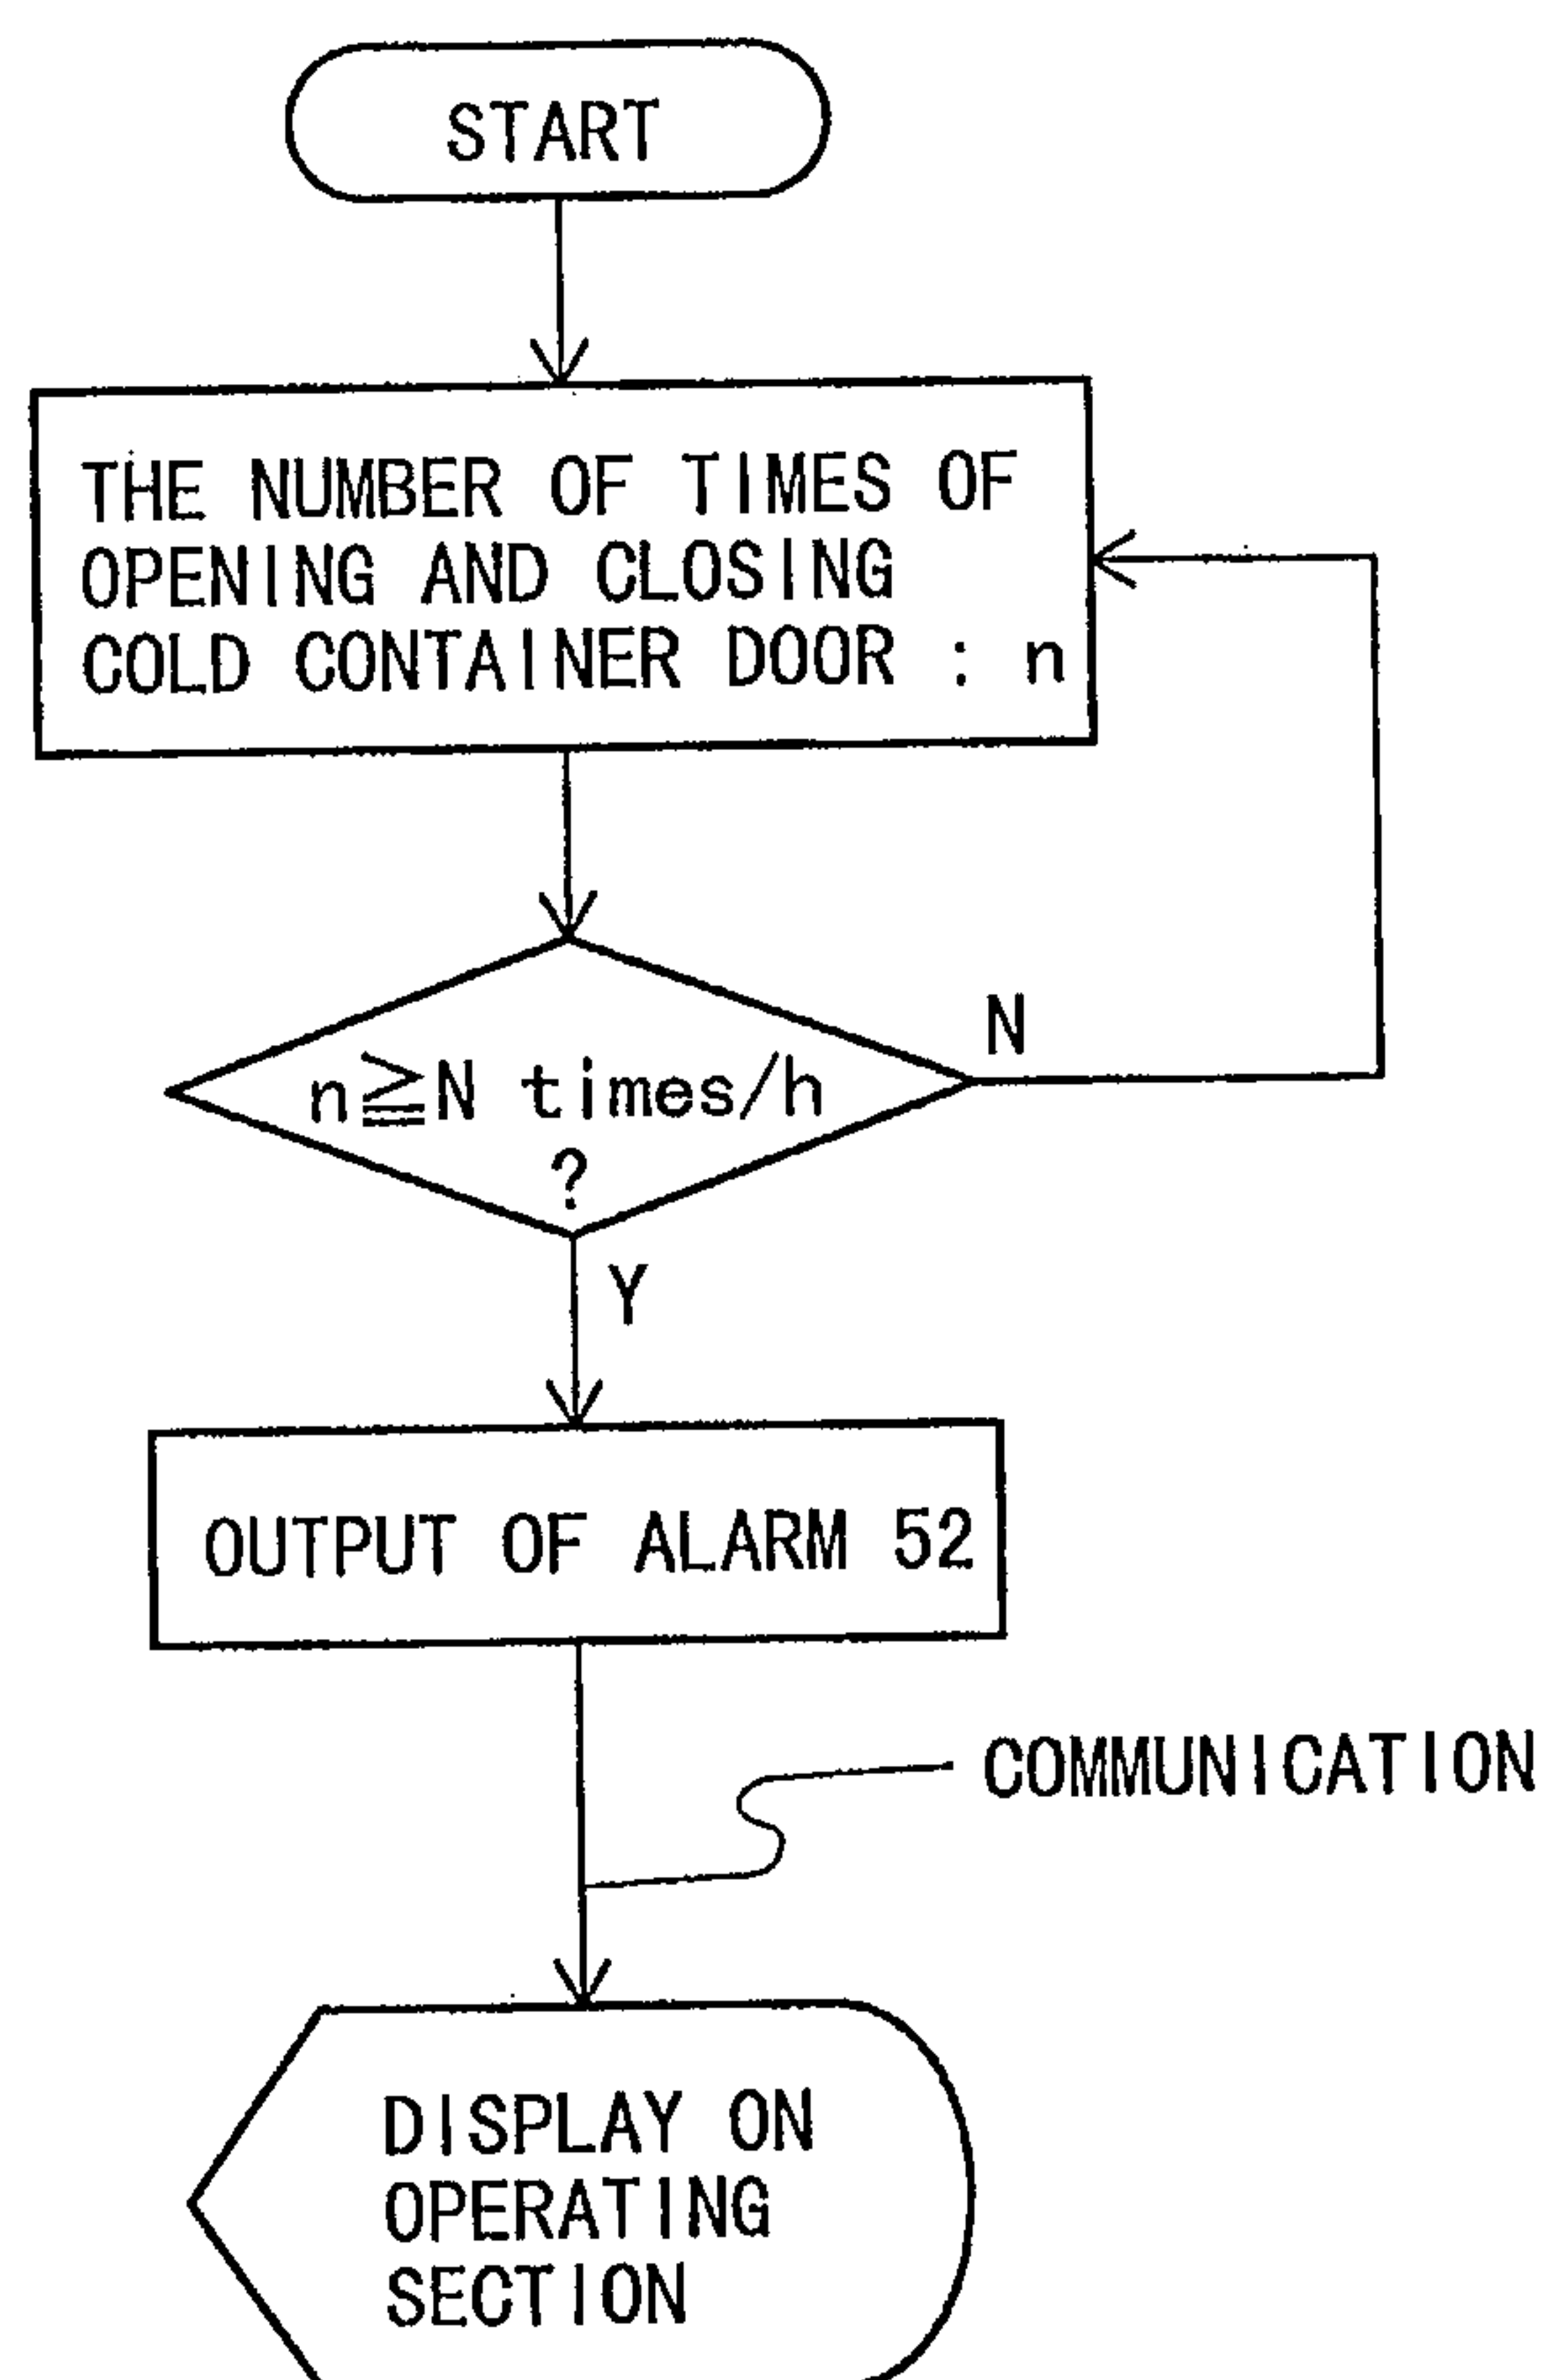 START
THE NUMBER OF TIMES OF
OPENING AND CLOSING
COLD CONTAINER DOOR : n
N
n≧N times/h
?
Y
OUTPUT OF ALARM 52
COMMUNICATION
DISPLAY ON
OPERATING
SECTION